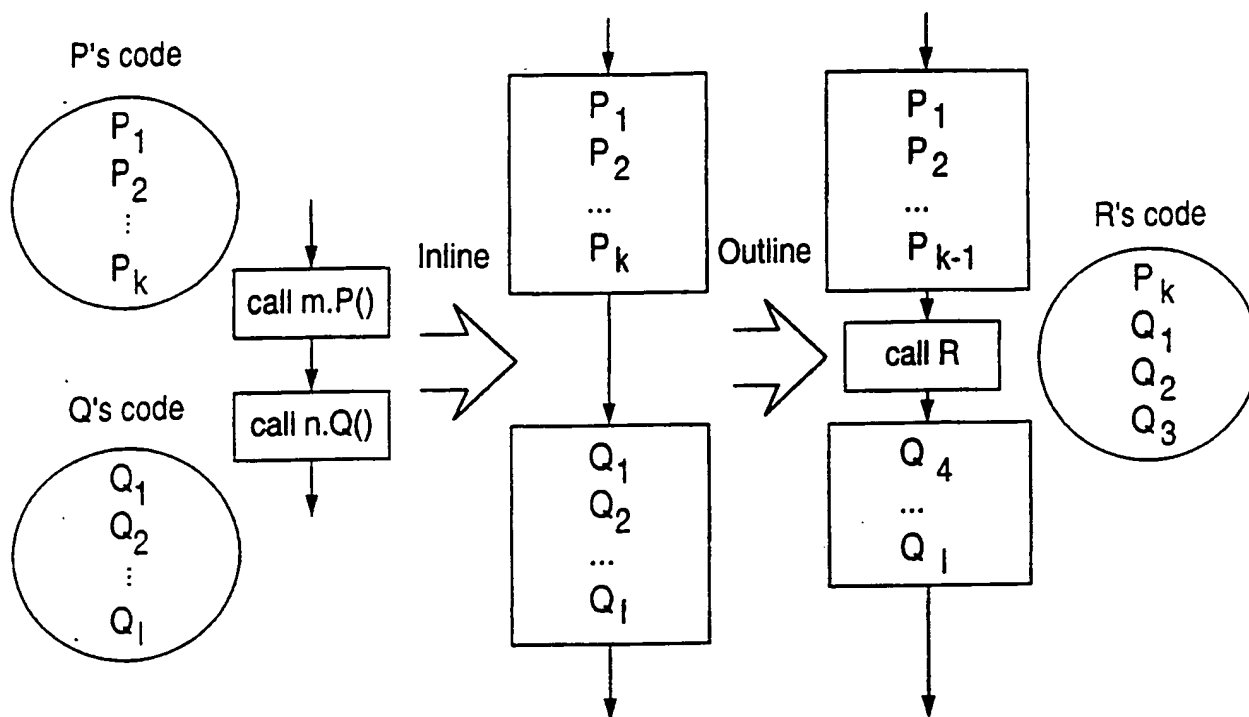 P's code
P₁
P₂
...
Pₖ
call m.P()
call n.Q()
Q's code
Q₁
Q₂
...
Qₗ
Inline
P₁
P₂
...
Pₖ
Q₁
Q₂
...
Qₗ
Outline
P₁
P₂
...
Pₖ₋₁
call R
Q₄
...
Qₗ
R's code
Pₖ
Q₁
Q₂
Q₃